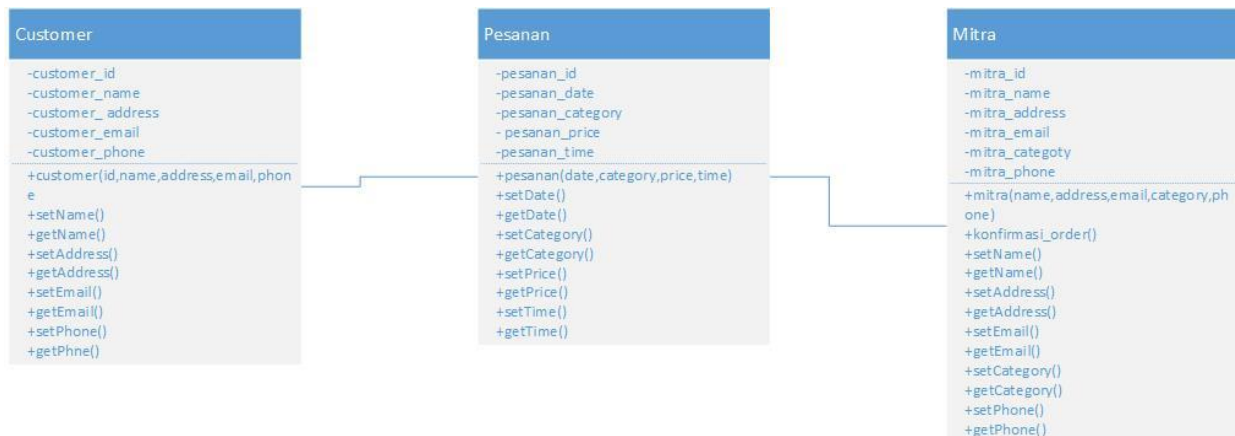 Customer
-customer_id
-customer_name
-customer_ address
-customer_email
-customer_phone
+customer(id,name,address,email,phon
e
+setName()
+getName()
+setAddress()
+getAddress()
+setEmail()
+getEmail()
+setPhone()
+getPhne()
Pesanan
-pesanan_id
-pesanan_date
-pesanan_category
- pesanan_price
-pesanan_time
+pesanan(date,category,price,time)
+setDate()
+getDate()
+setCategory()
+getCategory()
+setPrice()
+getPrice()
+setTime()
+getTime()
Mitra
-mitra_id
-mitra_name
-mitra_address
-mitra_email
-mitra_categoty
-mitra_phone
+mitra(name,address,email,category,ph
one)
+konfirmasi_order()
+setName()
+getName()
+setAddress()
+getAddress()
+setEmail()
+getEmail()
+setCategory()
+getCategory()
+setPhone()
+getPhone()